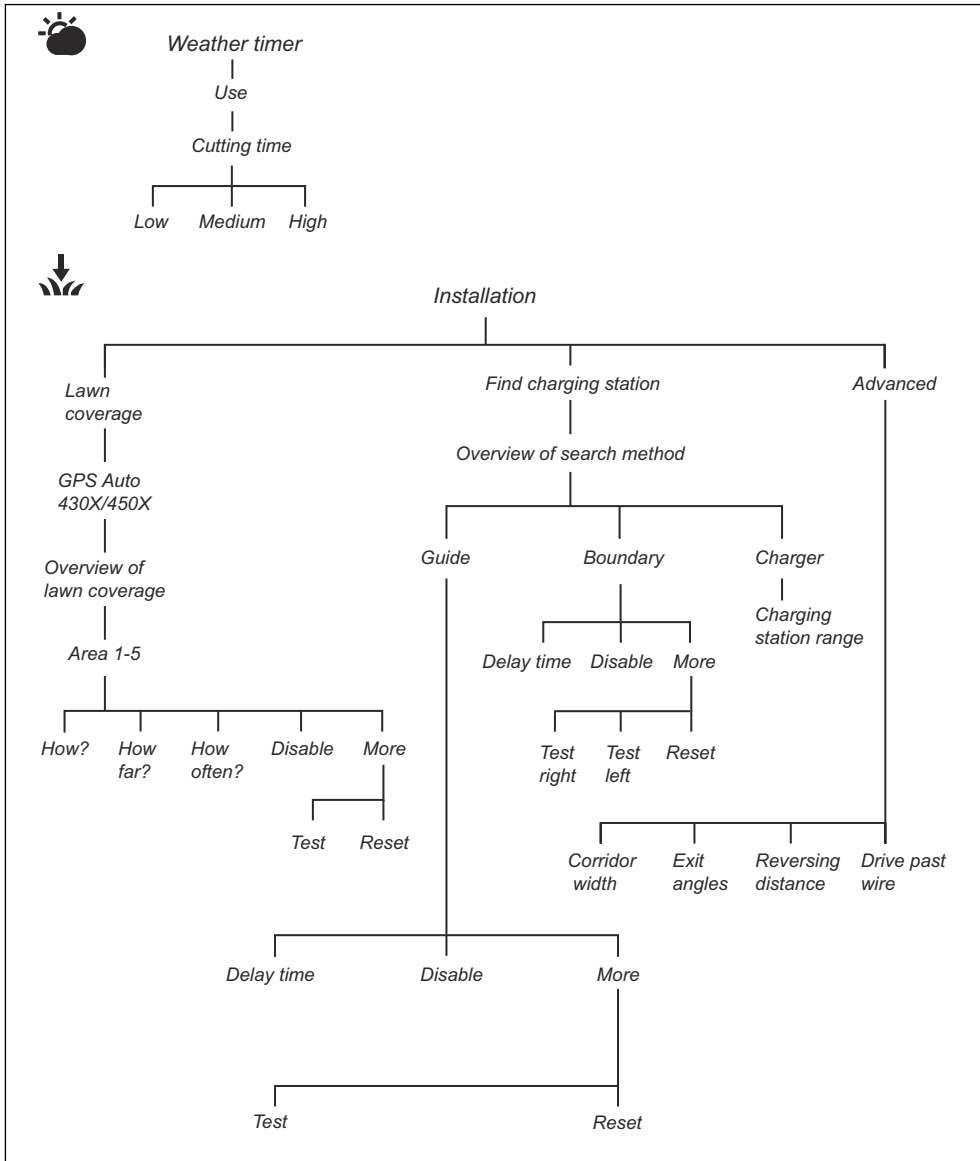 Weather timer
Use
Cutting time
Low Medium High
Installation
Lawn
coverage
Find charging station
Advanced
GPS Auto
430X/450X
Overview of search method
Overview of
lawn coverage
Guide
Boundary
Charger
Charging
station range
Area 1-5
Delay time Disable More
How?
How
far?
How
often?
Disable
More
Test
right
Test
left
Reset
Test Reset
Corridor
width
Exit
angles
Reversing
distance
Drive past
wire
Delay time Disable More
Test Reset